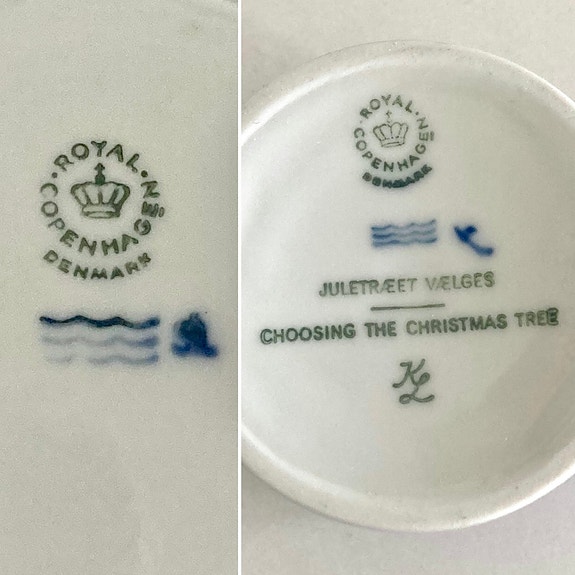 ROYAL
COPENHAGEN
DENMARK
ROYAL
COPENHAGEN
DENMARK
JULETRÆET VÆLGES
CHOOSING THE CHRISTMAS TREE
KL